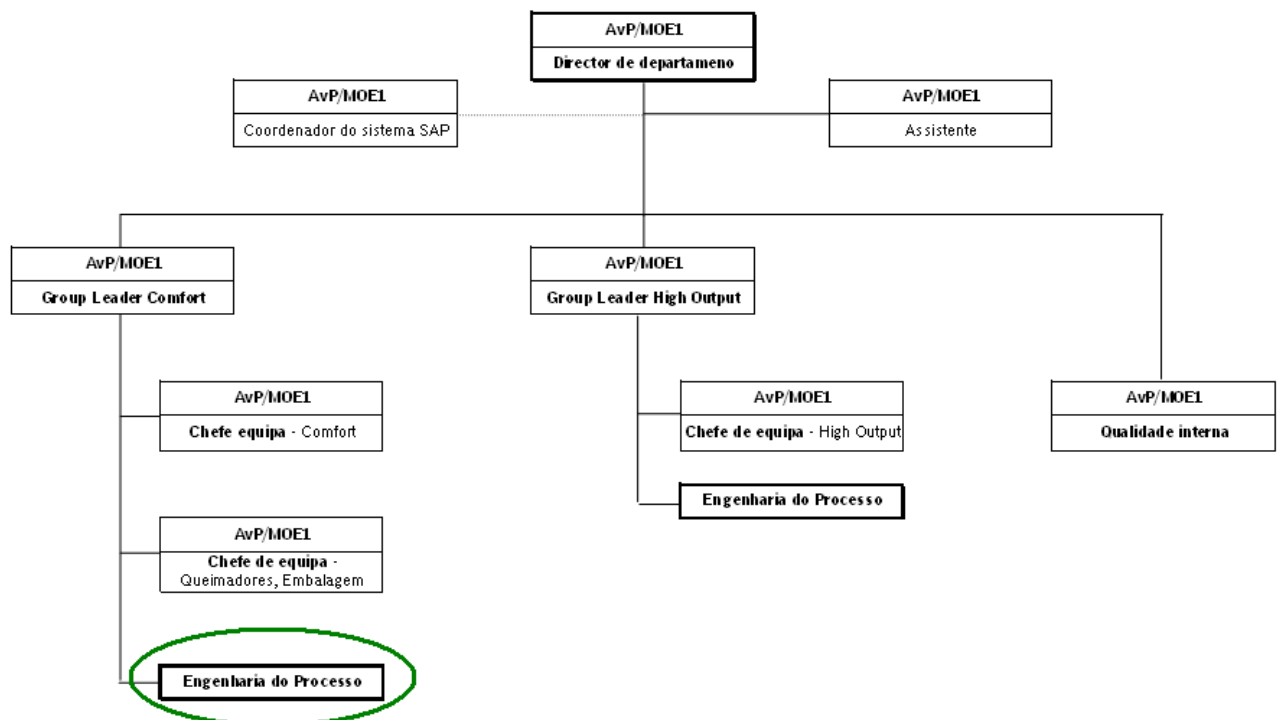 AvP/MOE1
Director de departameno
AvP/MOE1
Coordenador do sistema SAP
AvP/MOE1
Assistente
AvP/MOE1
Group Leader Comfort
AvP/MOE1
Group Leader High Output
AvP/MOE1
Chefe equipa - Comfort
AvP/MOE1
Chefe de equipa - High Output
AvP/MOE1
Qualidade interna
Engenharia do Processo
AvP/MOE1
Chefe de equipa -
Queimadores, Embalagem
Engenharia do Processo